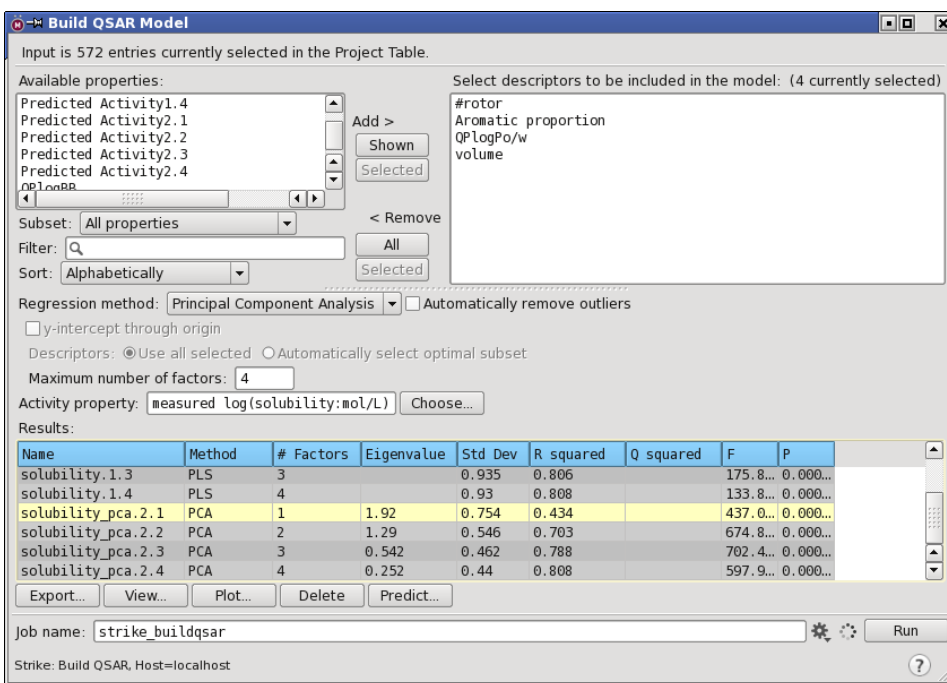 Build QSAR Model
Input is 572 entries currently selected in the Project Table.
Available properties:
Predicted Activity1.4
Predicted Activity2.1
Predicted Activity2.2
Predicted Activity2.3
Predicted Activity2.4
QPlogBB
Subset: All properties
Filter:
Sort: Alphabetically
Add >
Shown
Selected
< Remove
All
Selected
Select descriptors to be included in the model: (4 currently selected)
#rotor
Aromatic proportion
QPlogPo/w
volume
Regression method: Principal Component Analysis Automatically remove outliers
y-intercept through origin
Descriptors: Use all selected Automatically select optimal subset
Maximum number of factors: 4
Activity property: measured log(solubility:mol/L) Choose...
Results:
Name Method # Factors Eigenvalue Std Dev R squared Q squared F P
solubility.1.3 PLS 3 0.935 0.806 175.8... 0.000...
solubility.1.4 PLS 4 0.93 0.808 133.8... 0.000...
solubility_pca.2.1 PCA 1 1.92 0.754 0.434 437.0... 0.000...
solubility_pca.2.2 PCA 2 1.29 0.546 0.703 674.8... 0.000...
solubility_pca.2.3 PCA 3 0.542 0.462 0.788 702.4... 0.000...
solubility_pca.2.4 PCA 4 0.252 0.44 0.808 597.9... 0.000...
Export... View... Plot... Delete Predict...
Job name: strike_buildqsar Run
Strike: Build QSAR, Host=localhost ?